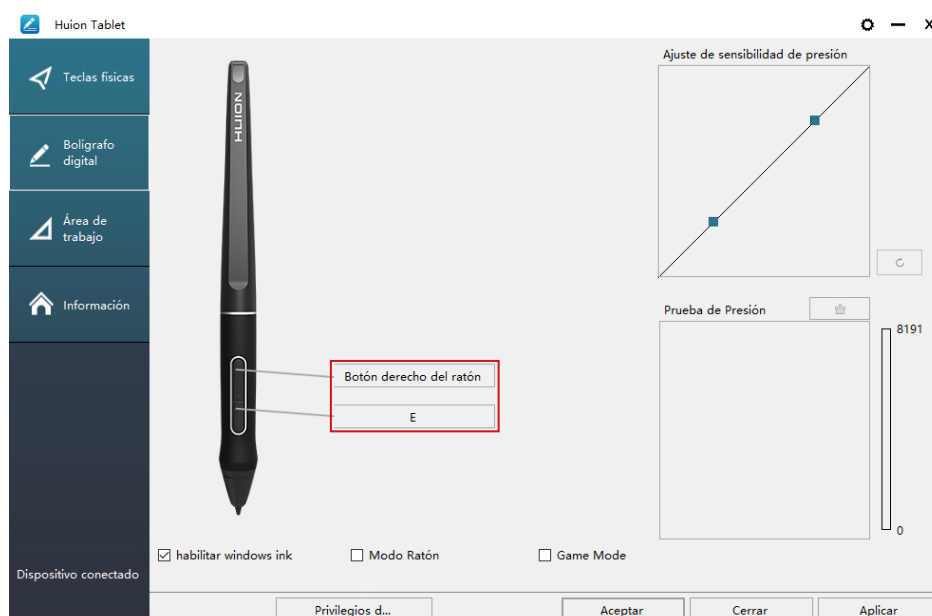 Huion Tablet
X
Teclas físicas
Bolígrafo
digital
Área de
trabajo
Información
Dispositivo conectado
HUION
Botón derecho del ratón
E
Ajuste de sensibilidad de presión
Prueba de Presión
8191
0
habilitar windows ink
Modo Ratón
Game Mode
Privilegios d...
Aceptar
Cerrar
Aplicar